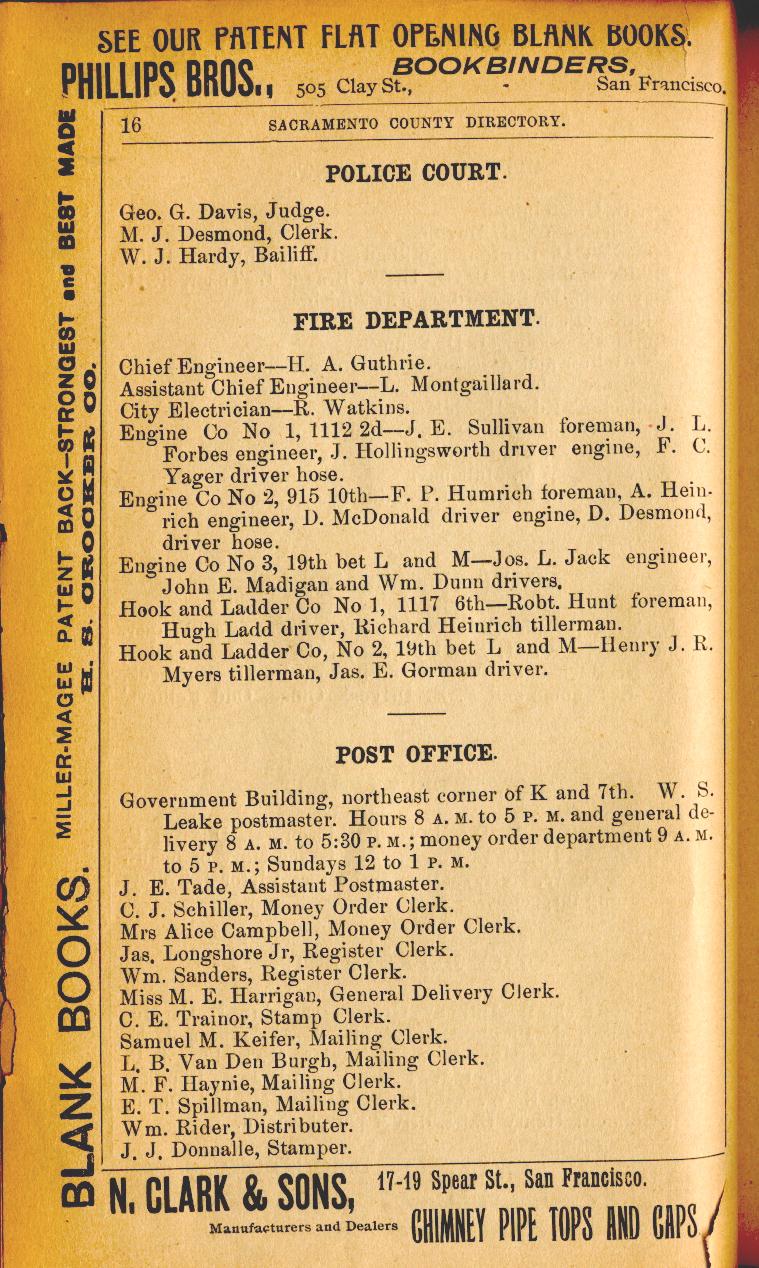 SEE OUR PATENT FLAT OPENING BLANK BOOKS.
PHILLIPS BROS., BOOKBINDERS,
505 Clay St., - San Francisco.
16 SACRAMENTO COUNTY DIRECTORY.
POLICE COURT.
Geo. G. Davis, Judge.
M. J. Desmond, Clerk.
W. J. Hardy, Bailiff.
FIRE DEPARTMENT.
Chief Engineer—H. A. Guthrie.
Assistant Chief Engineer—L. Montgaillard.
City Electrician—R. Watkins.
Engine Co No 1, 1112 2d—J. E. Sullivan foreman, J. L.
Forbes engineer, J. Hollingsworth driver engine, F. C.
Yager driver hose.
Engine Co No 2, 915 10th—F. P. Humrich foreman, A. Hein-
rich engineer, D. McDonald driver engine, D. Desmond,
driver hose.
Engine Co No 3, 19th bet L and M—Jos. L. Jack engineer,
John E. Madigan and Wm. Dunn drivers.
Hook and Ladder Co No 1, 1117 6th—Robt. Hunt foreman,
Hugh Ladd driver, Richard Heinrich tillerman.
Hook and Ladder Co, No 2, 19th bet L and M—Henry J. R.
Myers tillerman, Jas. E. Gorman driver.
POST OFFICE.
Government Building, northeast corner of K and 7th. W. S.
Leake postmaster. Hours 8 A. M. to 5 P. M. and general de-
livery 8 A. M. to 5:30 P. M.; money order department 9 A. M.
to 5 P. M.; Sundays 12 to 1 P. M.
J. E. Tade, Assistant Postmaster.
C. J. Schiller, Money Order Clerk.
Mrs Alice Campbell, Money Order Clerk.
Jas. Longshore Jr, Register Clerk.
Wm. Sanders, Register Clerk.
Miss M. E. Harrigan, General Delivery Clerk.
C. E. Trainor, Stamp Clerk.
Samuel M. Keifer, Mailing Clerk.
L. B. Van Den Burgh, Mailing Clerk.
M. F. Haynie, Mailing Clerk.
E. T. Spillman, Mailing Clerk.
Wm. Rider, Distributer.
J. J. Donnalle, Stamper.
BLANK BOOKS. MILLER-MAGEE PATENT BACK—STRONGEST and BEST MADE
H. S. CROCKER CO.
N. CLARK & SONS, 17-19 Spear St., San Francisco.
Manufacturers and Dealers CHIMNEY PIPE TOPS AND CAPS